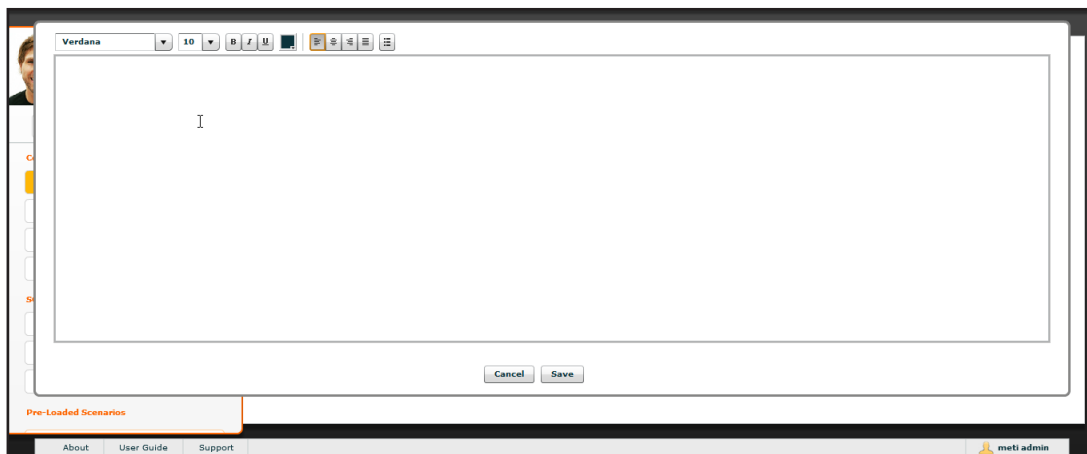 Verdana 10 B I U
Cancel Save
Pre-Loaded Scenarios
About User Guide Support meti admin